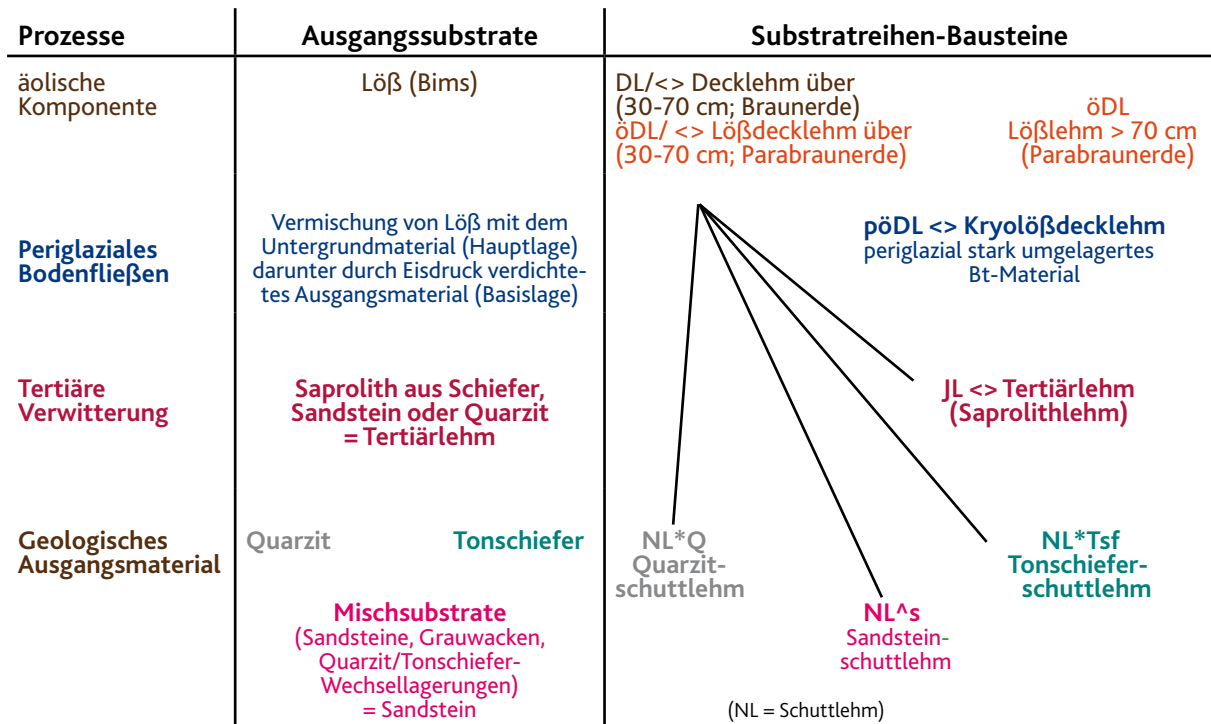 Prozesse
Ausgangssubstrate
Substratreihen-Bausteine
äolische
Komponente
Löß (Bims)
DL/<> Decklehm über
(30-70 cm; Braunerde)
öDL/ <> Lößdecklehm über
(30-70 cm; Parabraunerde)
öDL
Lößlehm > 70 cm
(Parabraunerde)
Periglaziales
Bodenfließen
Vermischung von Löß mit dem
Untergrundmaterial (Hauptlage)
darunter durch Eisdruck verdichte-
tes Ausgangsmaterial (Basislage)
pöDL <> Kryolößdecklehm
periglazial stark umgelagertes
Bt-Material
Tertiäre
Verwitterung
Saprolith aus Schiefer,
Sandstein oder Quarzit
= Tertiärlehm
JL <> Tertiärlehm
(Saprolithlehm)
Geologisches
Ausgangsmaterial
Quarzit
Tonschiefer
Mischsubstrate
(Sandsteine, Grauwacken,
Quarzit/Tonschiefer-
Wechsellagerungen)
= Sandstein
NL*Q
Quarzit-
schuttlehm
NL^s
Sandstein-
schuttlehm
NL*Tsf
Tonschiefer-
schuttlehm
(NL = Schuttlehm)